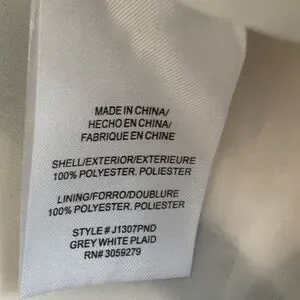 MADE IN CHINA/
HECHO EN CHINA/
FABRIQUE EN CHINE
SHELL/EXTERIOR/EXTERIEURE
100% POLYESTER. POLIESTER
LINING/FORRO/DOUBLURE
100% POLYESTER. POLIESTER
STYLE # J1307PND
GREY WHITE PLAID
RN# 3059279